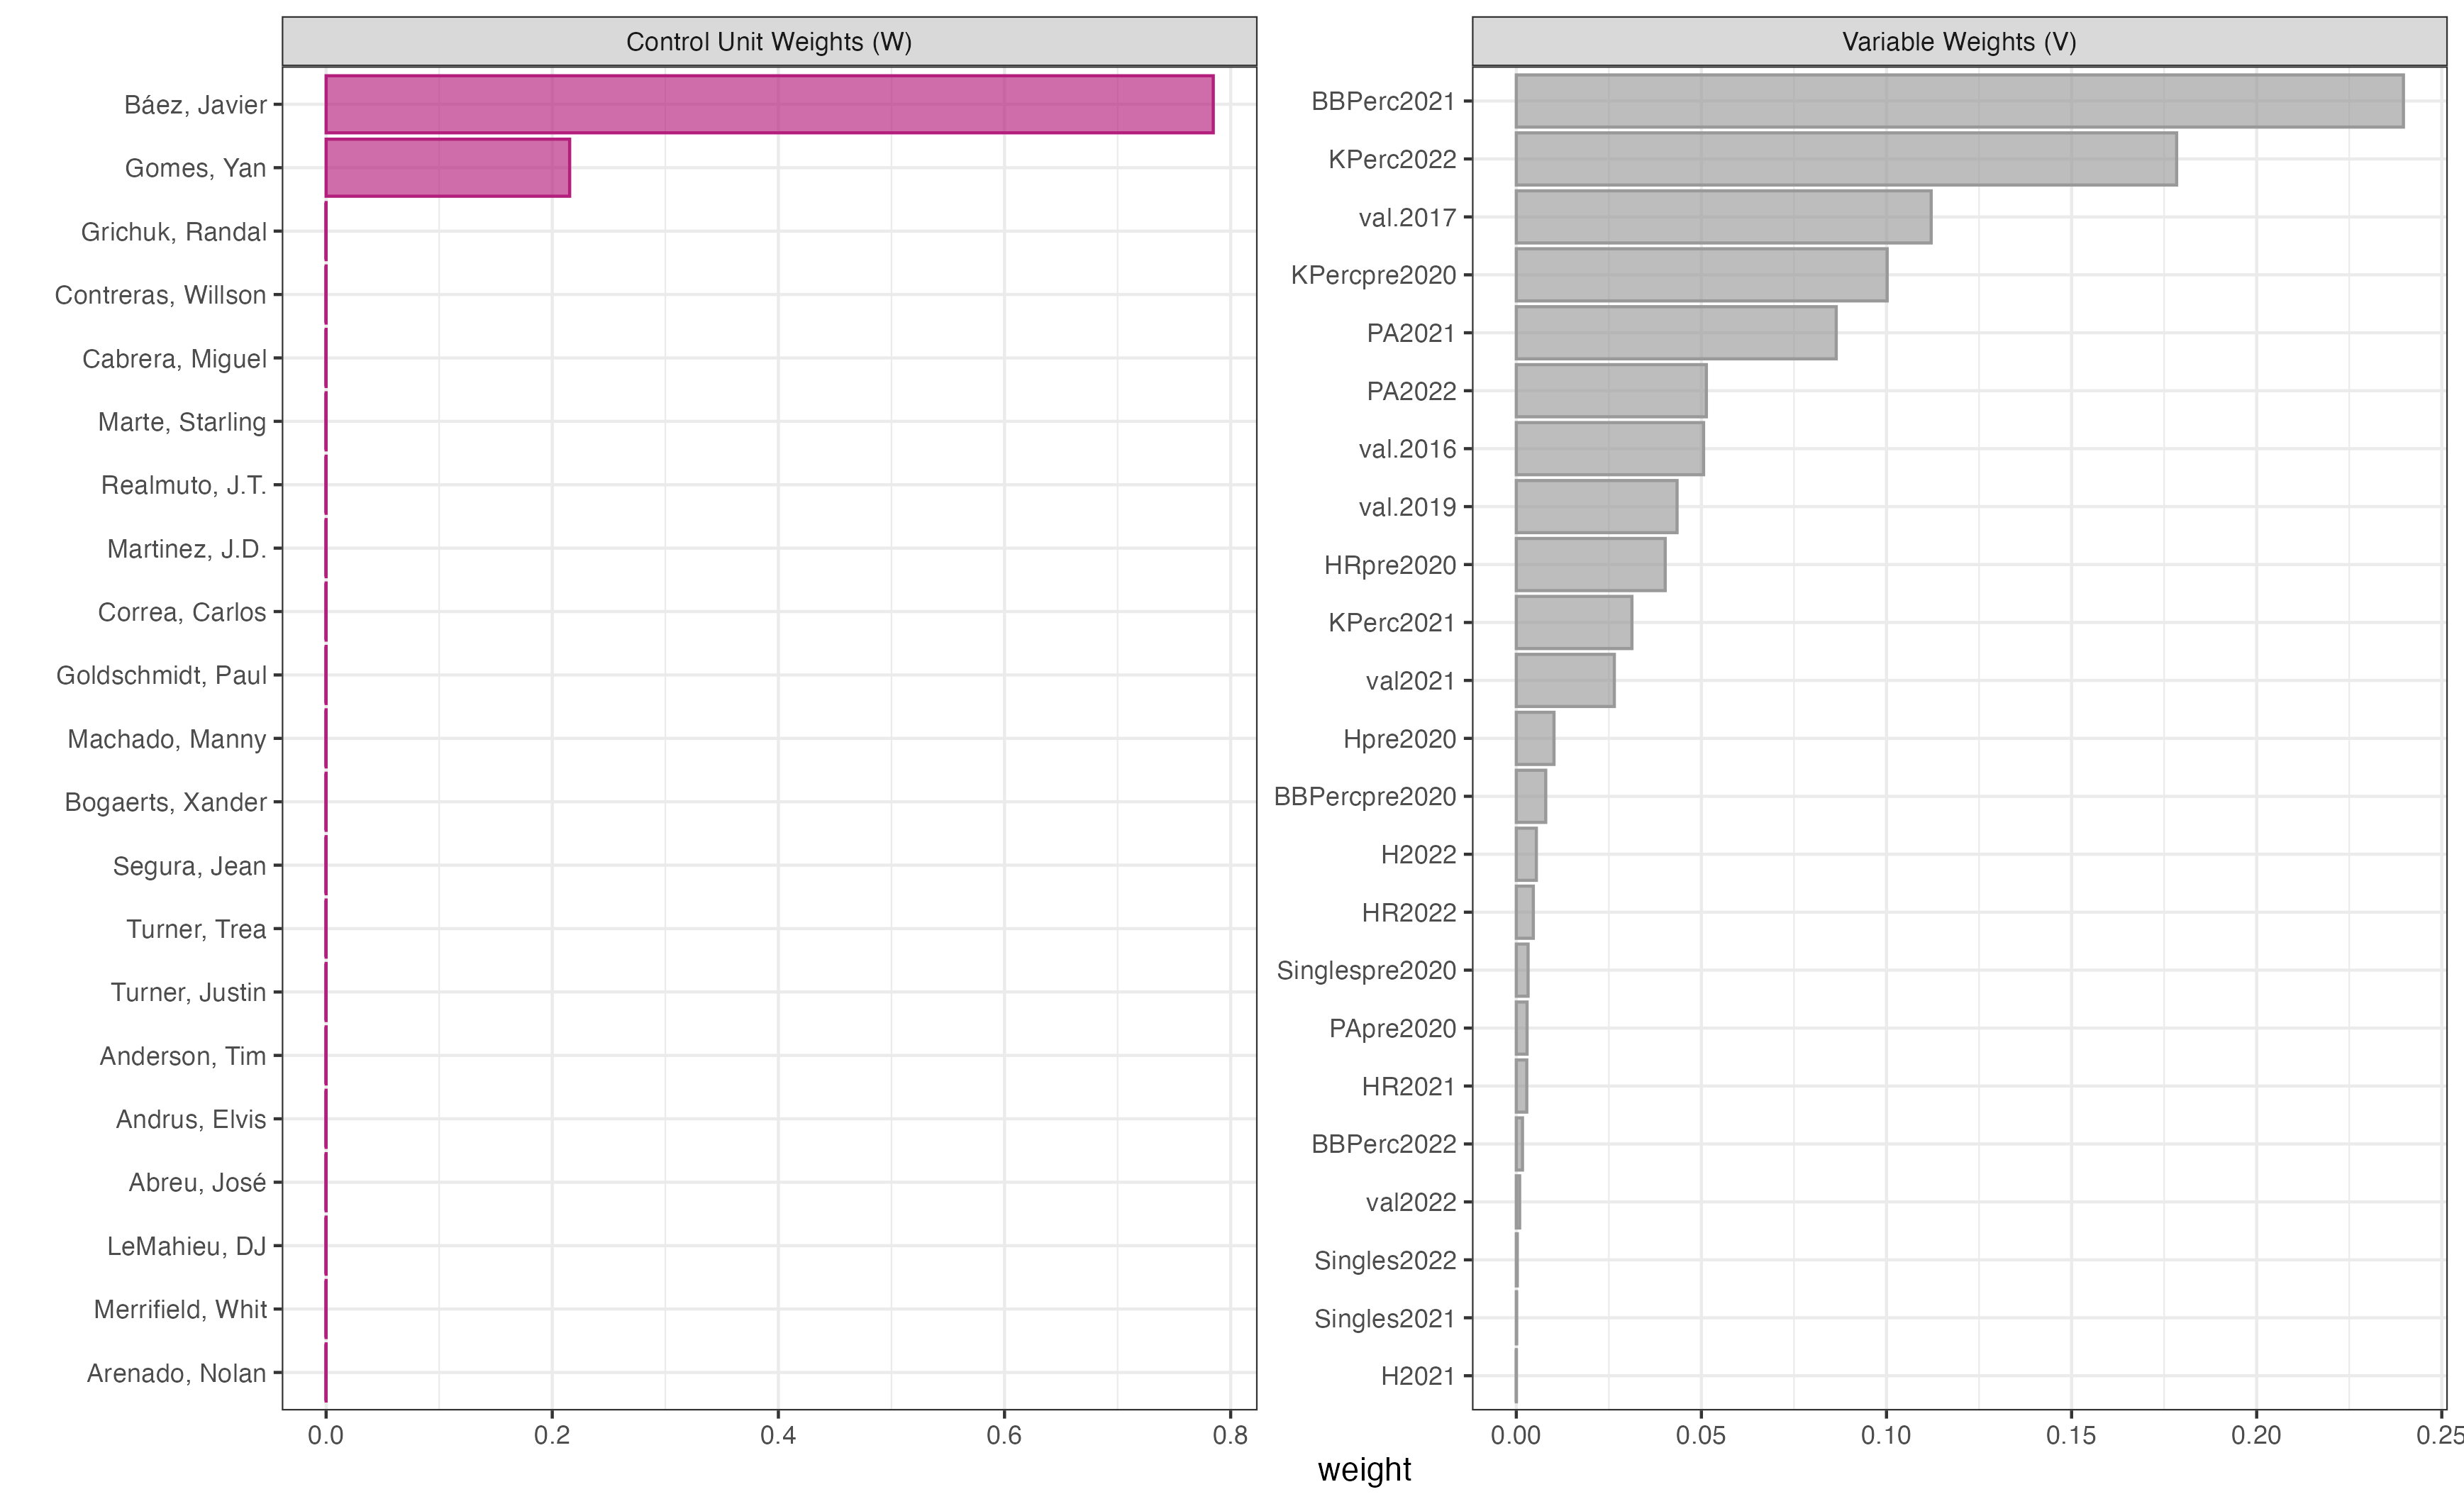 Control Unit Weights (W)
Báez, Javier
Gomes, Yan
Grichuk, Randal
Contreras, Willson
Cabrera, Miguel
Marte, Starling
Realmuto, J.T.
Martinez, J.D.
Correa, Carlos
Goldschmidt, Paul
Machado, Manny
Bogaerts, Xander
Segura, Jean
Turner, Trea
Turner, Justin
Anderson, Tim
Andrus, Elvis
Abreu, José
LeMahieu, DJ
Merrifield, Whit
Arenado, Nolan
0.0 0.2 0.4 0.6 0.8
Variable Weights (V)
BBPerc2021
KPerc2022
val.2017
KPercpre2020
PA2021
PA2022
val.2016
val.2019
HRpre2020
KPerc2021
val2021
Hpre2020
BBPercpre2020
H2022
HR2022
Singlespre2020
PApre2020
HR2021
BBPerc2022
val2022
Singles2022
Singles2021
H2021
0.00 0.05 0.10 0.15 0.20 0.25
weight